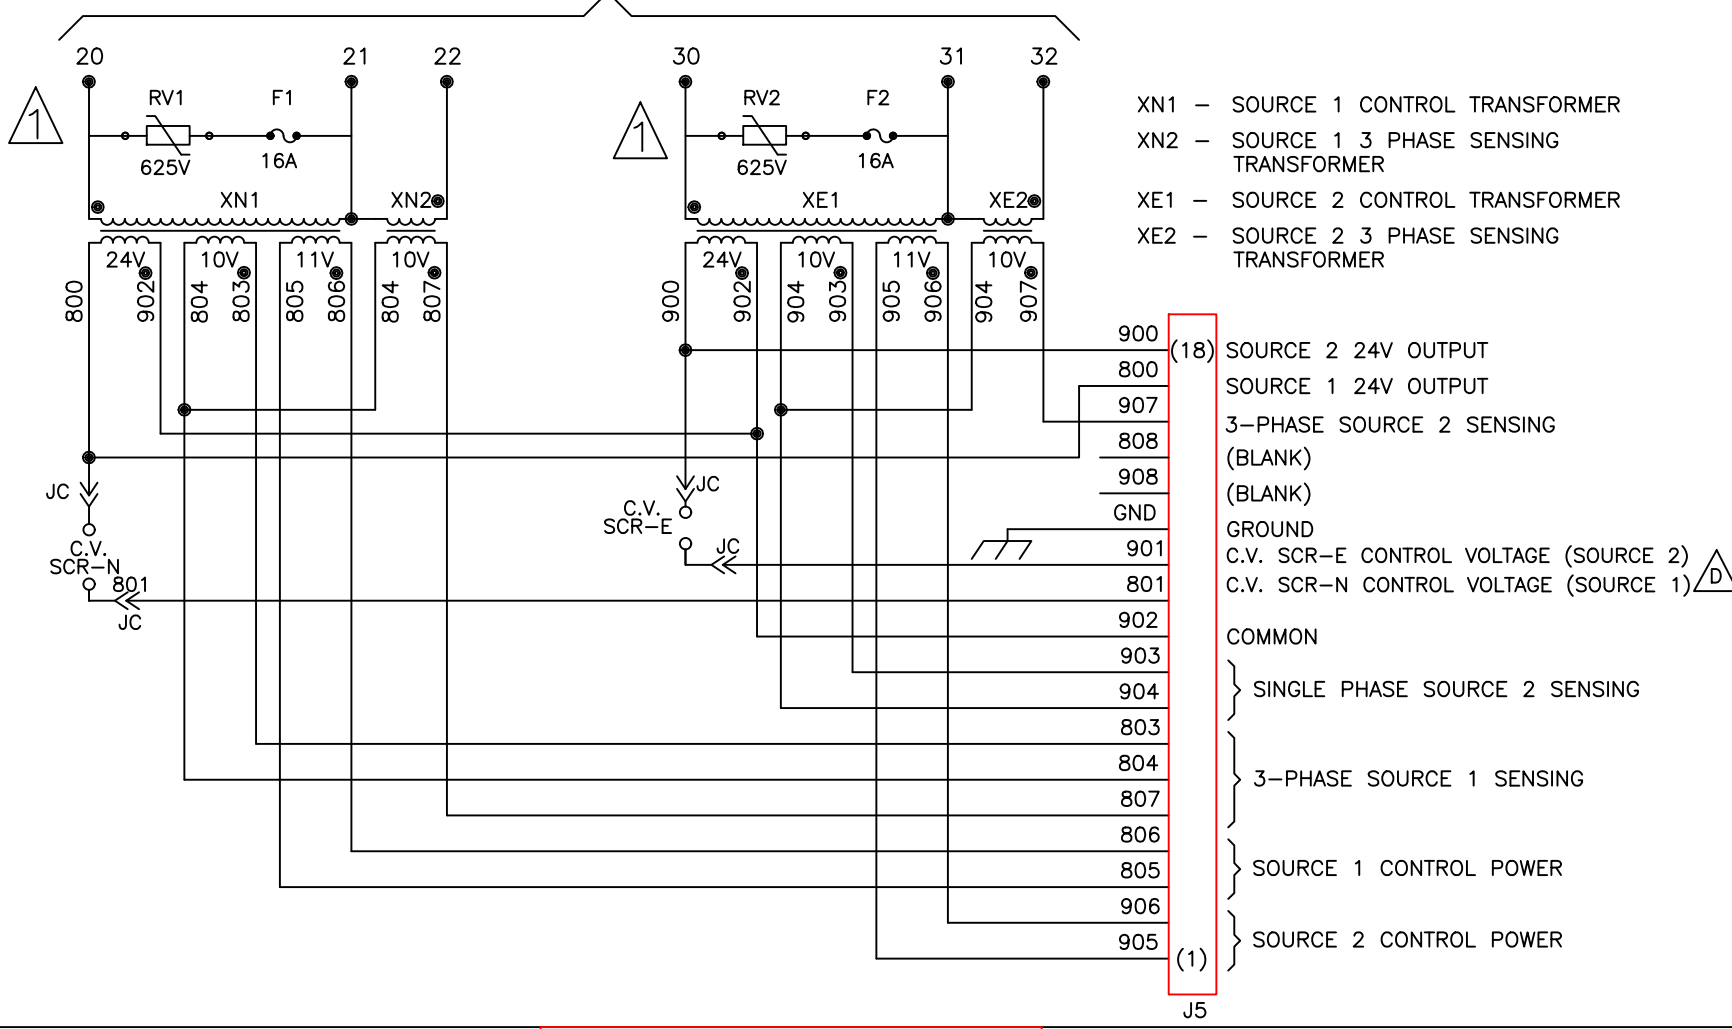 20
21
22
30
31
32
1
RV1
F1
625V
16A
1
RV2
F2
625V
16A
XN1 – SOURCE 1 CONTROL TRANSFORMER
XN2 – SOURCE 1 3 PHASE SENSING
TRANSFORMER
XE1 – SOURCE 2 CONTROL TRANSFORMER
XE2 – SOURCE 2 3 PHASE SENSING
TRANSFORMER
XN1
XN2
XE1
XE2
24V
10V
11V
10V
24V
10V
11V
10V
800
902
804
803
805
806
804
807
900
902
904
903
905
906
904
907
900
(18)
SOURCE 2 24V OUTPUT
800
SOURCE 1 24V OUTPUT
907
3–PHASE SOURCE 2 SENSING
808
(BLANK)
908
(BLANK)
GND
GROUND
901
C.V. SCR–E CONTROL VOLTAGE (SOURCE 2)
801
C.V. SCR–N CONTROL VOLTAGE (SOURCE 1)
D
902
COMMON
903
904
SINGLE PHASE SOURCE 2 SENSING
803
804
807
3–PHASE SOURCE 1 SENSING
806
805
SOURCE 1 CONTROL POWER
906
905
SOURCE 2 CONTROL POWER
(1)
J5
JC
C.V.
SCR–N
801
JC
JC
C.V.
SCR–E
JC